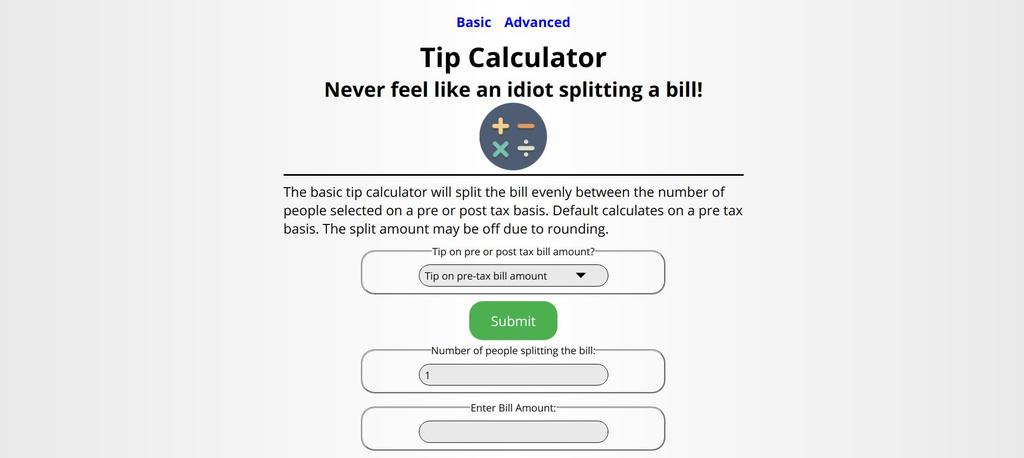 Basic Advanced
Tip Calculator
Never feel like an idiot splitting a bill!
The basic tip calculator will split the bill evenly between the number of
people selected on a pre or post tax basis. Default calculates on a pre tax
basis. The split amount may be off due to rounding.
Tip on pre or post tax bill amount?
Tip on pre-tax bill amount
Submit
Number of people splitting the bill:
1
Enter Bill Amount: